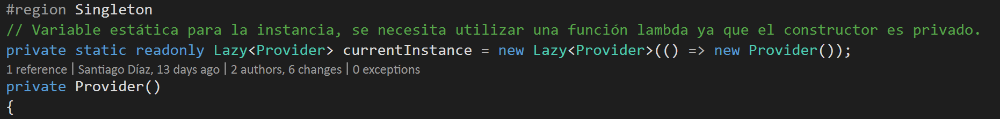 #region Singleton
// Variable estática para la instancia, se necesita utilizar una función lambda ya que el constructor es privado.
private static readonly Lazy<Provider> currentInstance = new Lazy<Provider>(() => new Provider());
1 reference | Santiago Díaz, 13 days ago | 2 authors, 6 changes | 0 exceptions
private Provider()
{